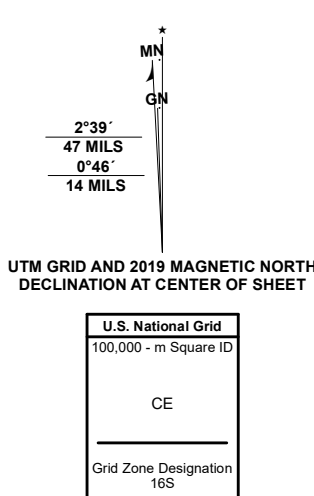 ★
MN
GN
2°39´
47 MILS
0°46´
14 MILS
UTM GRID AND 2019 MAGNETIC NORTH
DECLINATION AT CENTER OF SHEET
U.S. National Grid
100,000 - m Square ID
CE
Grid Zone Designation
16S